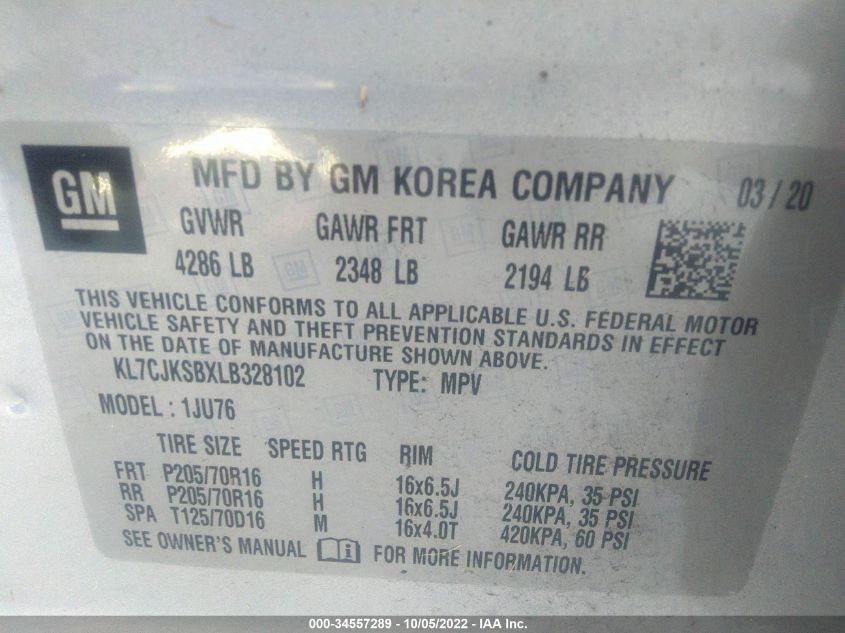 GM
MFD BY GM KOREA COMPANY 03/20
GVWR GAWR FRT GAWR RR
4286 LB 2348 LB 2194 LB
THIS VEHICLE CONFORMS TO ALL APPLICABLE U.S. FEDERAL MOTOR
VEHICLE SAFETY AND THEFT PREVENTION STANDARDS IN EFFECT
ON THE DATE OF MANUFACTURE SHOWN ABOVE.
KL7CJKSBXLB328102 TYPE: MPV
MODEL: 1JU76
TIRE SIZE SPEED RTG RIM COLD TIRE PRESSURE
FRT P205/70R16 H 16x6.5J 240KPA, 35 PSI
RR P205/70R16 H 16x6.5J 240KPA, 35 PSI
SPA T125/70D16 M 16x4.0T 420KPA, 60 PSI
SEE OWNER'S MANUAL FOR MORE INFORMATION.
000-34557289 - 10/05/2022 - IAA Inc.